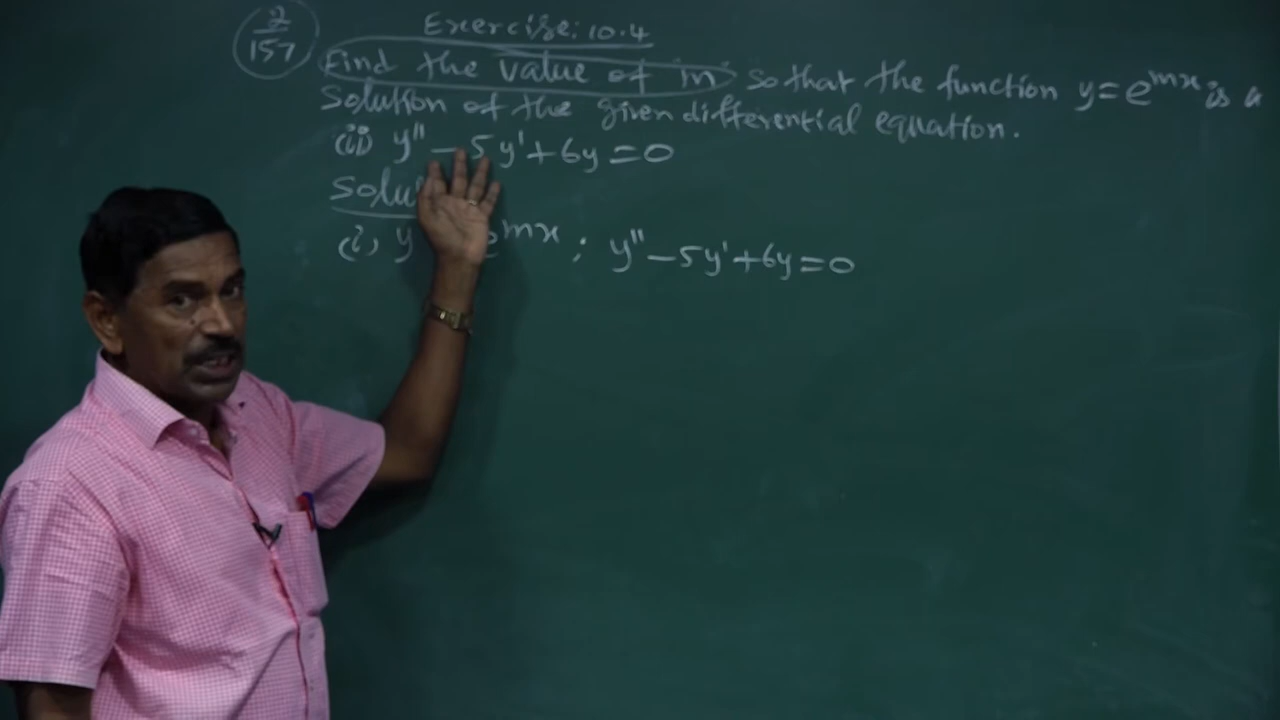 2
157
Exercise: 10.4
Find the value of 'm' so that the function y = e^mx is a
Solution of the given differential equation.
(ii) y'' - 5y' + 6y = 0
Solu
(i) y e^mx ; y'' - 5y' + 6y = 0